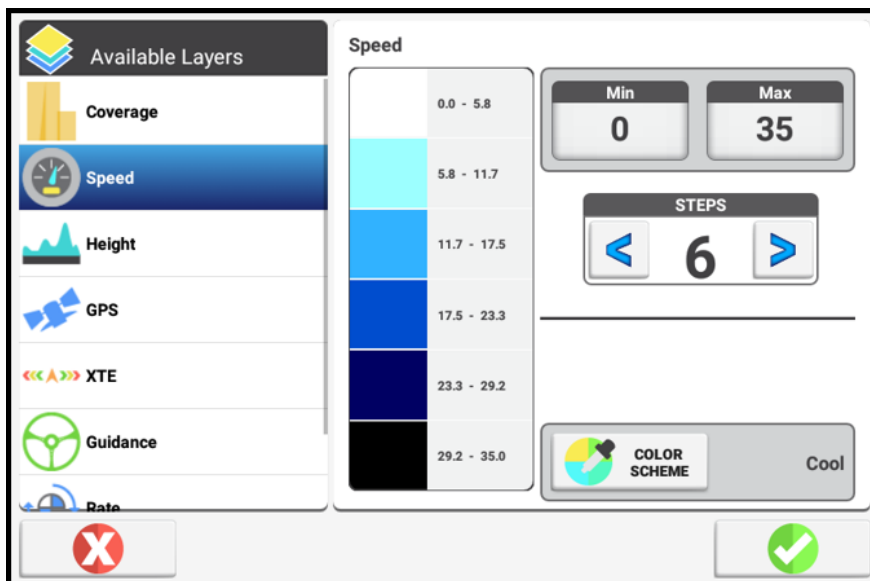 Available Layers
Coverage
Speed
Height
GPS
XTE
Guidance
Rate
Speed
0.0 - 5.8
5.8 - 11.7
11.7 - 17.5
17.5 - 23.3
23.3 - 29.2
29.2 - 35.0
Min
0
Max
35
STEPS
6
COLOR
SCHEME
Cool